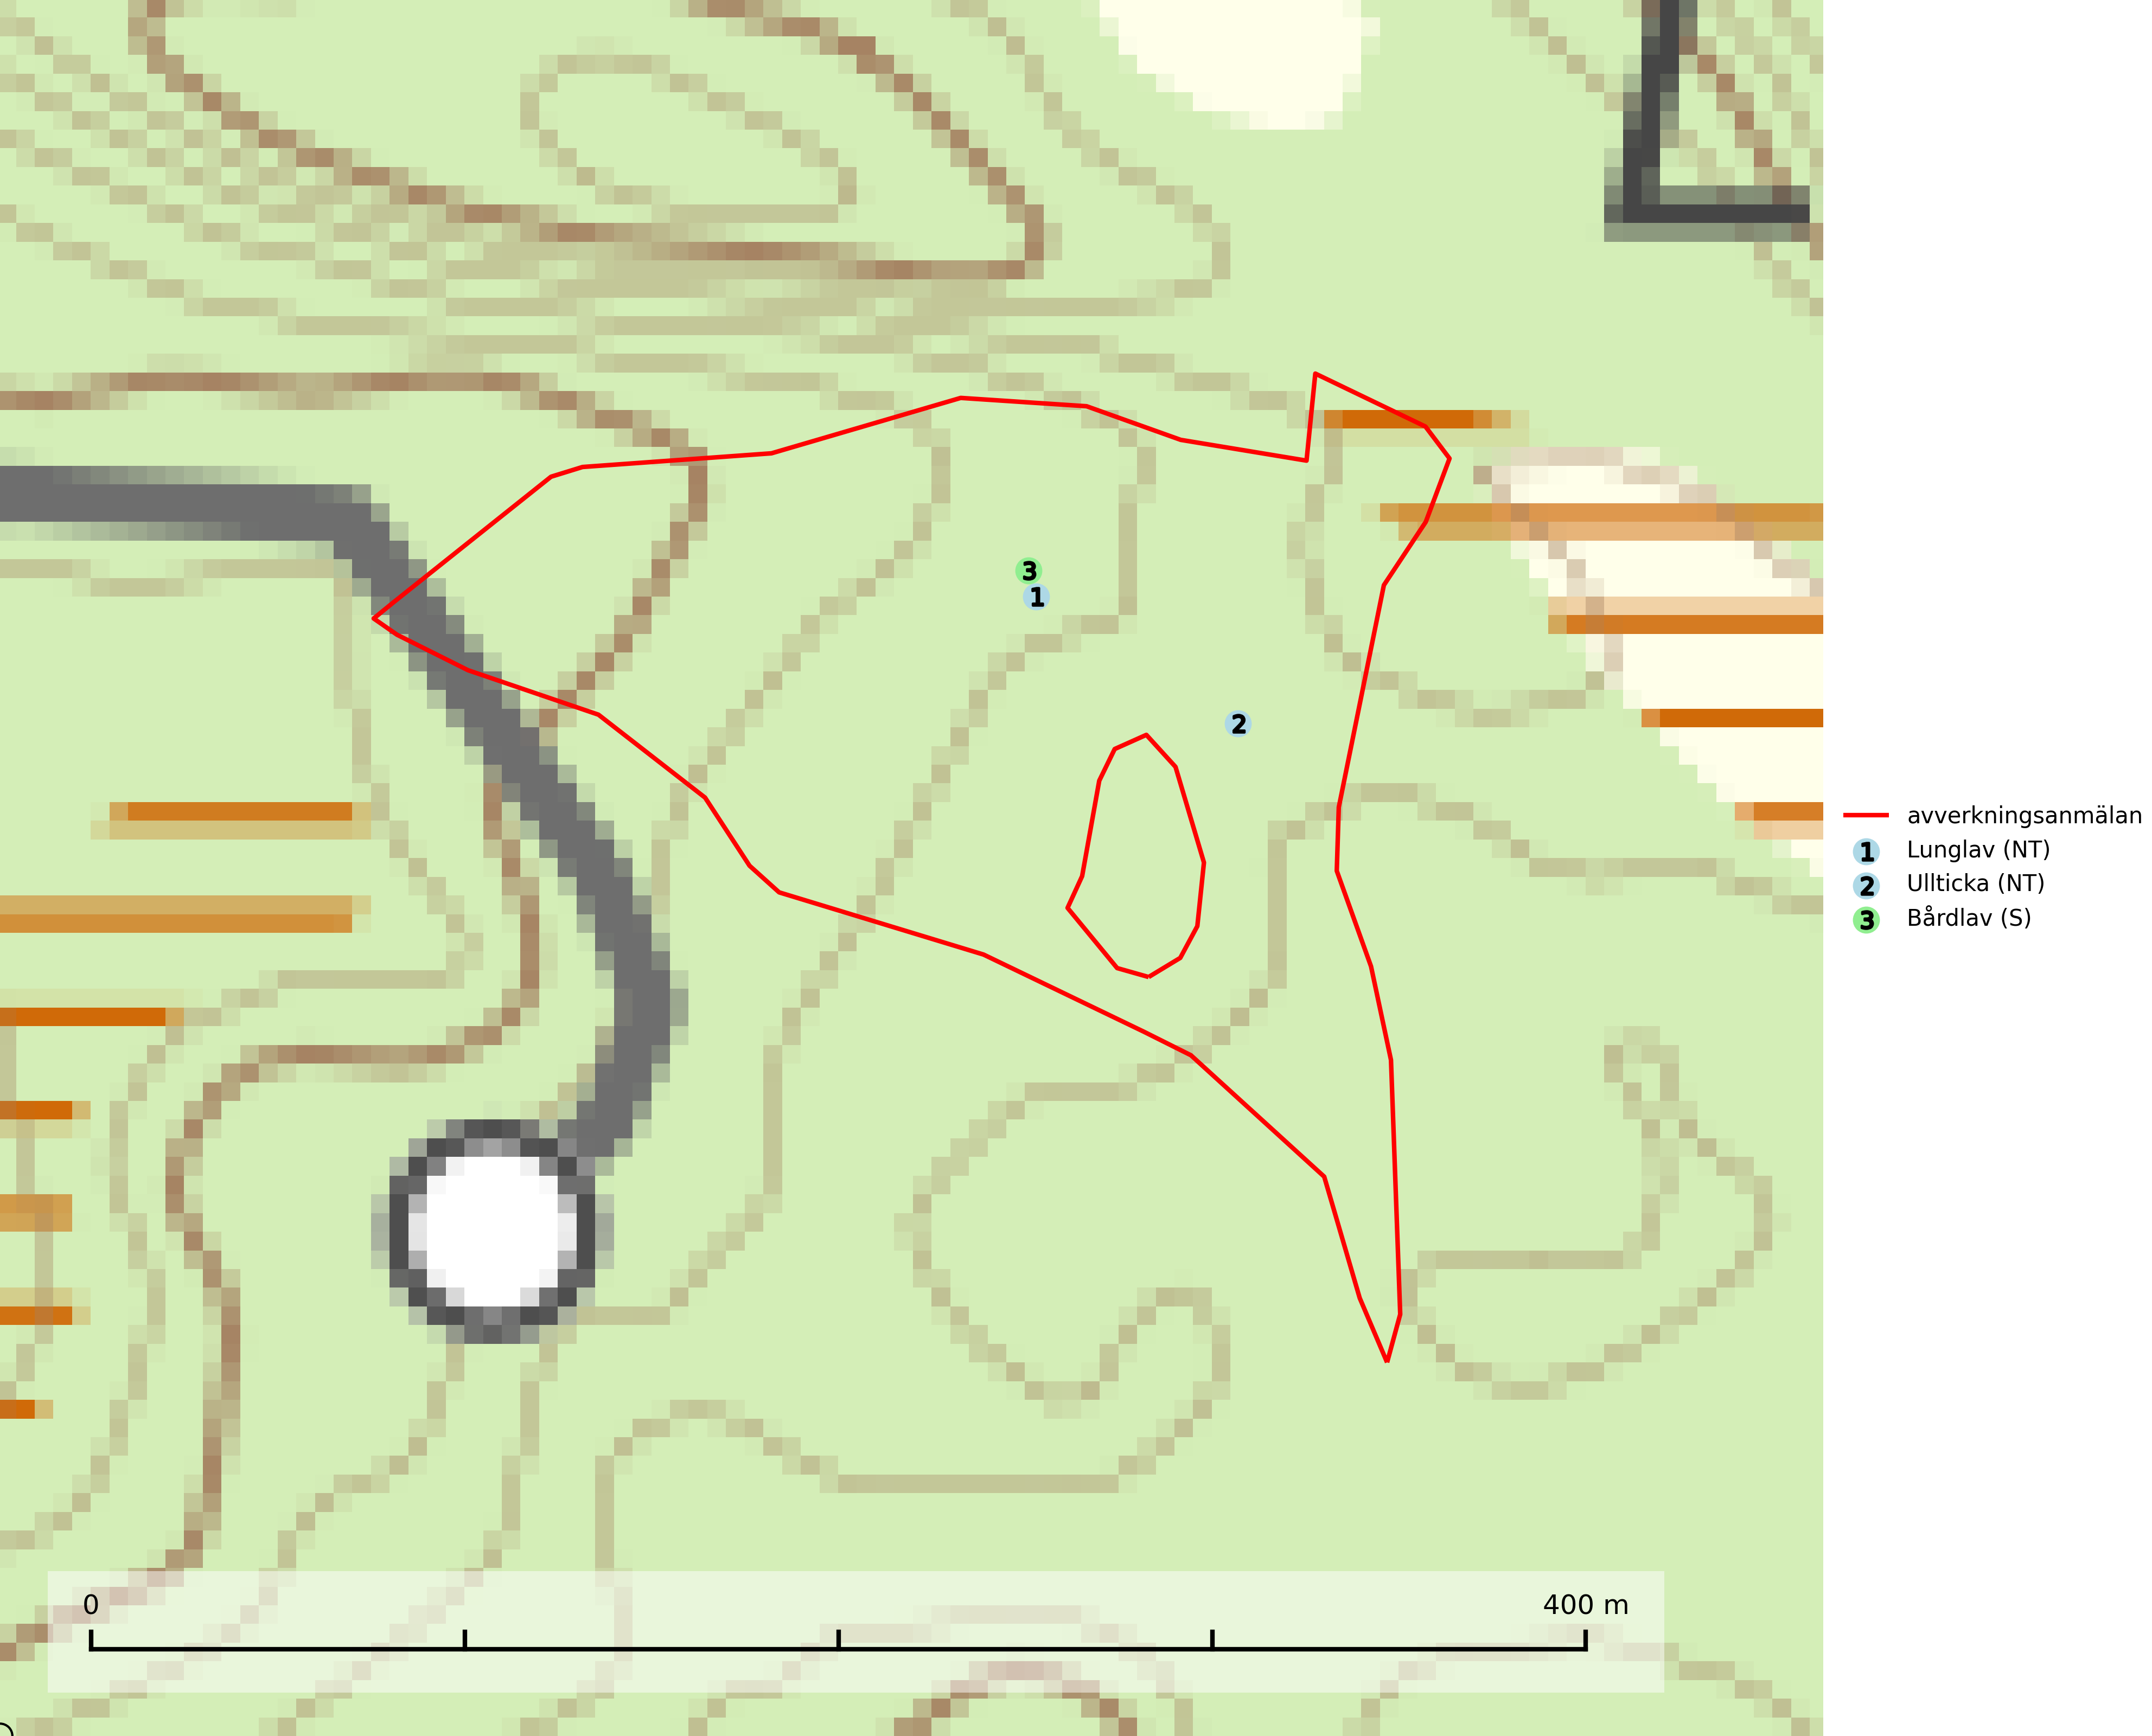 3
1
2
avverkningsanmälan
1 Lunglav (NT)
2 Ullticka (NT)
3 Bårdlav (S)
0 400 m